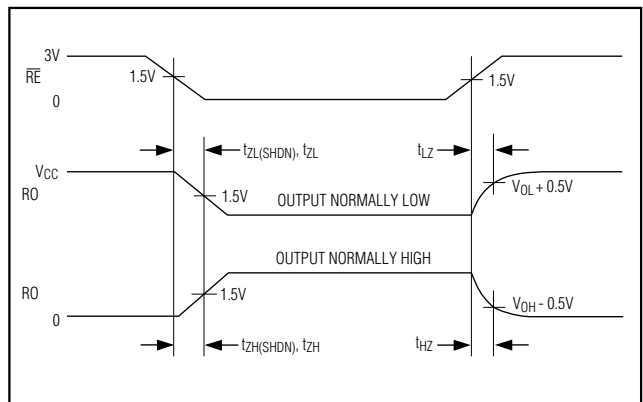 3V
RE
1.5V
1.5V
0
tZL(SHDN), tZL
tLZ
VCC
RO
1.5V
OUTPUT NORMALLY LOW
VOL + 0.5V
OUTPUT NORMALLY HIGH
RO
1.5V
VOH - 0.5V
0
tZH(SHDN), tZH
tHZ